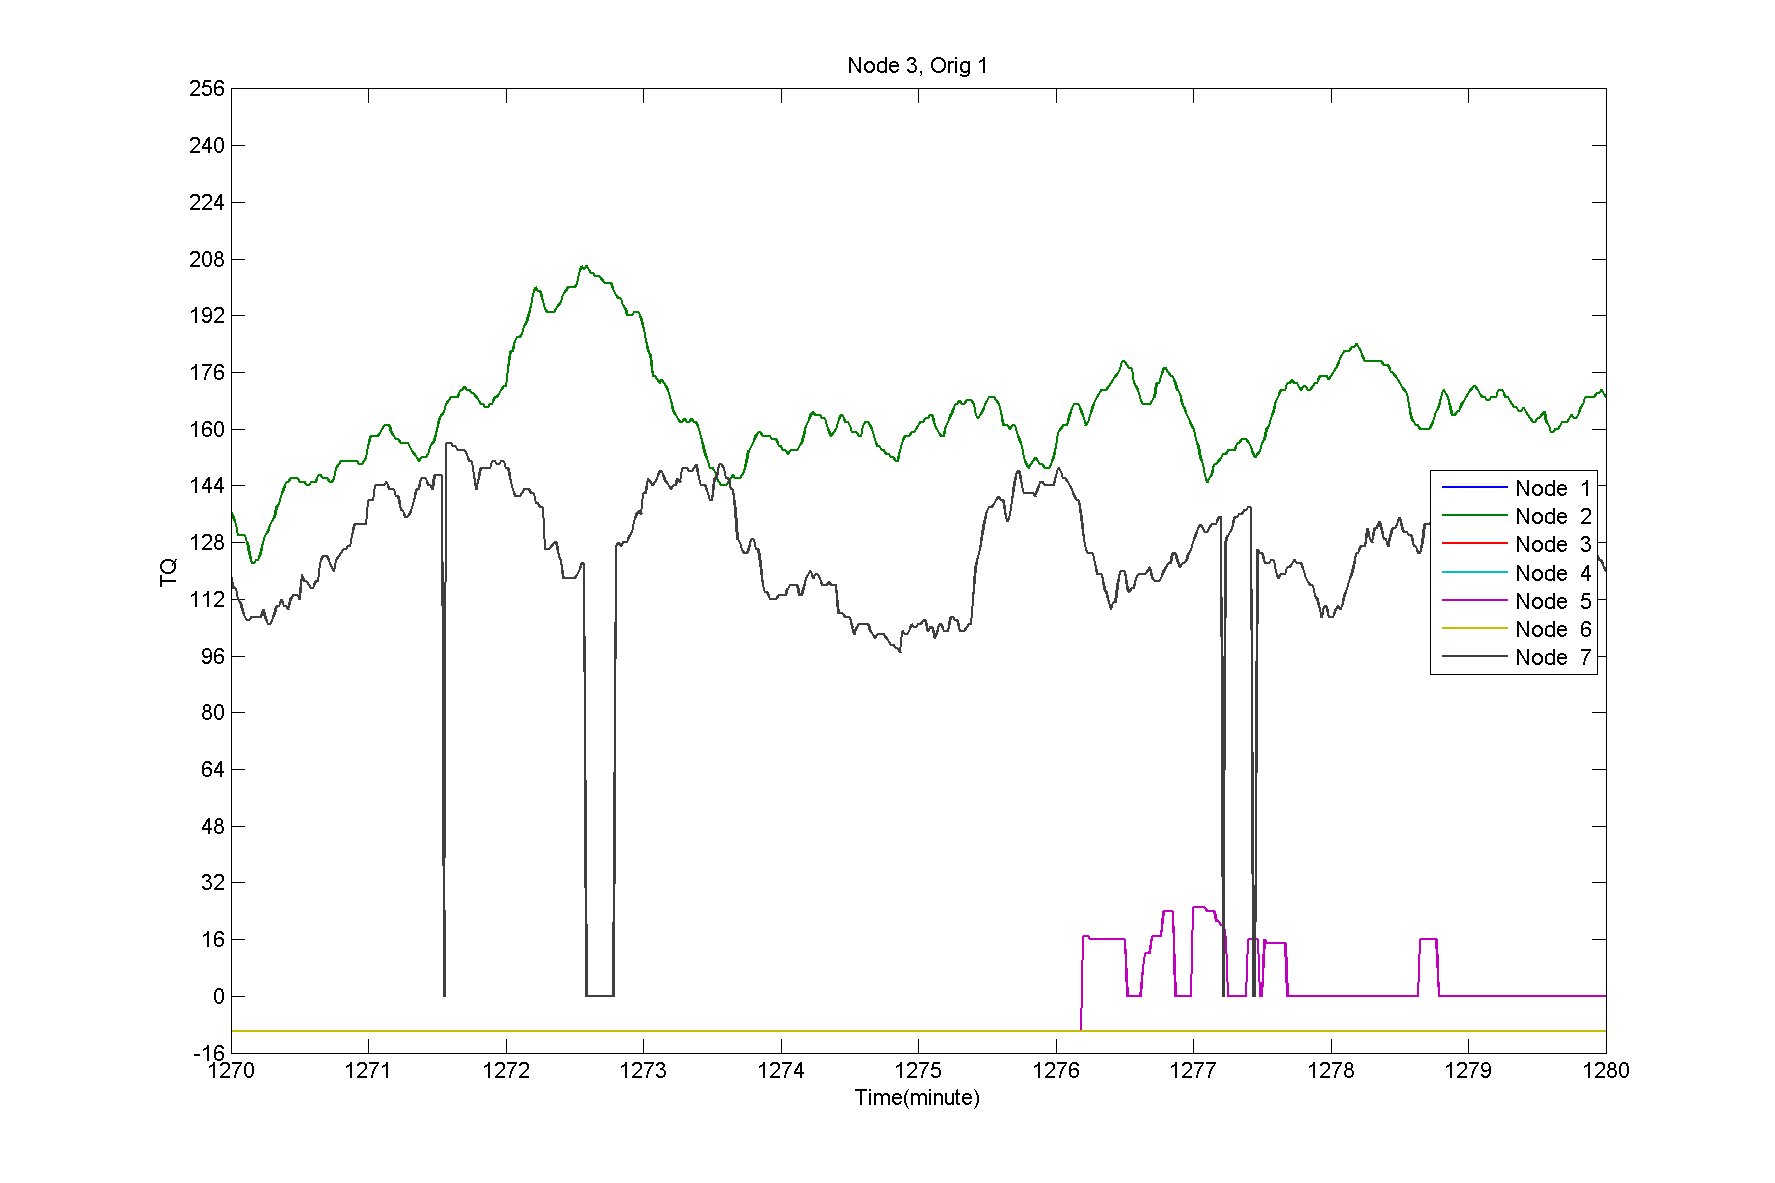 Node 3, Orig 1
256
240
224
208
192
176
160
144
128
112
96
80
64
48
32
16
0
-16
TQ
Node 1
Node 2
Node 3
Node 4
Node 5
Node 6
Node 7
1270 1271 1272 1273 1274 1275 1276 1277 1278 1279 1280
Time(minute)